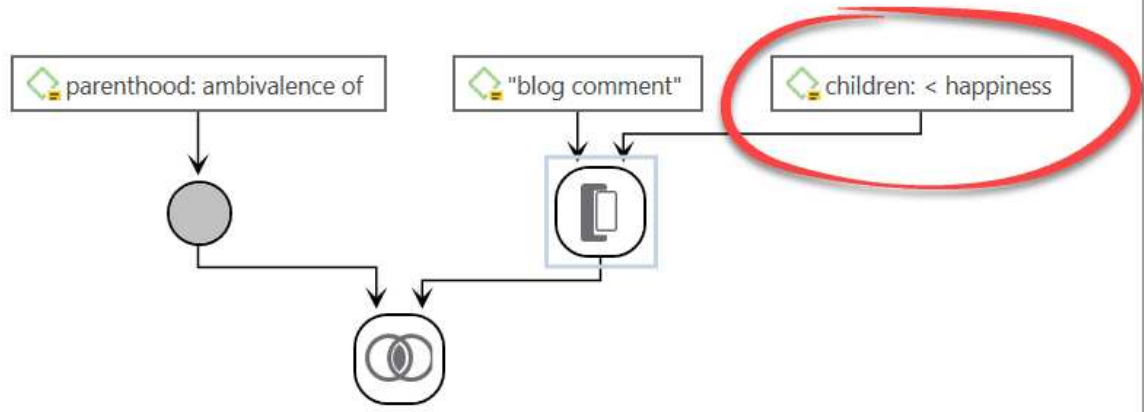 parenthood: ambivalence of
"blog comment"
children: < happiness